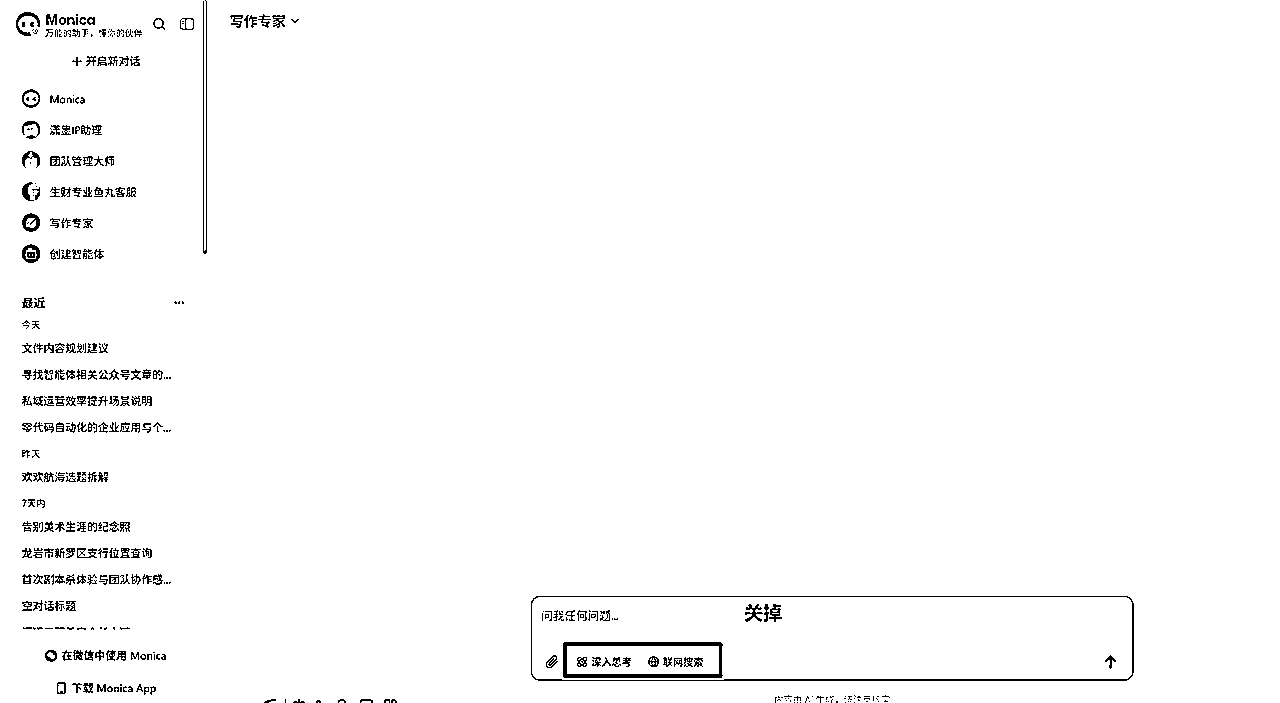 Monica
万能的助手，懂你的伙伴
写作专家
开启新对话
Monica
潇里IP助理
团队管理大师
生财专业鱼丸客服
写作专家
创建智能体
最近
...
今天
文件内容规划建议
寻找智能体相关公众号文章的...
私域运营效率提升场景说明
零代码自动化的企业应用与个...
昨天
欢欢航海选题拆解
7天内
告别美术生涯的纪念照
龙岩市新罗区支行位置查询
首次剧本杀体验与团队协作感...
空对话标题
问我任何问题...
关掉
深入思考 联网搜索
在微信中使用 Monica
下载 Monica App